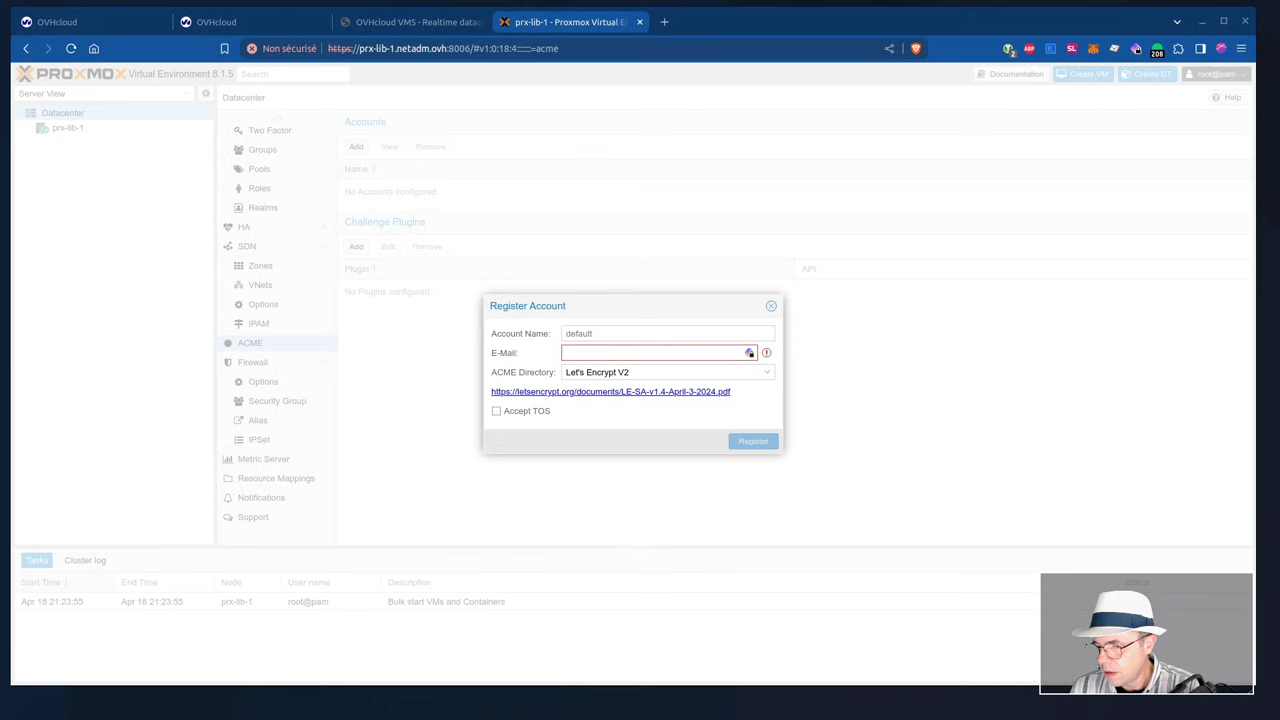 OVHcloud
OVHcloud
OVHcloud VMS - Realtime datac
prx-lib-1 - Proxmox Virtual E
Non sécurisé
https://prx-lib-1.netadm.ovh:8006/#v1:0:18:4:::::::=acme
2
ABP
SL
208
PROXMOX Virtual Environment 8.1.5
Search
Documentation
Create VM
Create CT
root@pam
Server View
Datacenter
prx-lib-1
Datacenter
Help
Two Factor
Groups
Pools
Roles
Realms
HA
SDN
Zones
VNets
Options
IPAM
ACME
Firewall
Options
Security Group
Alias
IPSet
Metric Server
Resource Mappings
Notifications
Support
Accounts
Add View Remove
Name
No Accounts configured
Challenge Plugins
Add Edit Remove
Plugin API
No Plugins configured
Register Account
Account Name: default
E-Mail:
ACME Directory: Let's Encrypt V2
https://letsencrypt.org/documents/LE-SA-v1.4-April-3-2024.pdf
Accept TOS
Register
Tasks Cluster log
Start Time End Time Node User name Description Status
Apr 18 21:23:55 Apr 18 21:23:55 prx-lib-1 root@pam Bulk start VMs and Containers